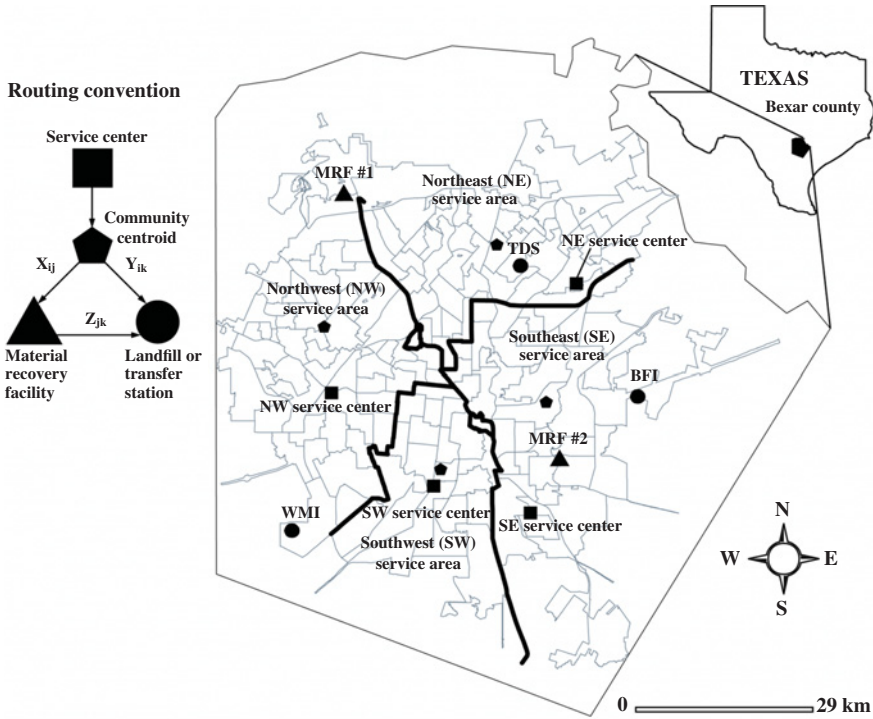 Routing convention
Service center
Community
centroid
Xij
Yik
Zjk
Material
recovery
facility
Landfill or
transfer
station
TEXAS
Bexar county
MRF #1
Northeast (NE)
service area
TDS
NE service center
Northwest (NW)
service area
Southeast (SE)
service area
BFI
NW service center
MRF #2
WMI
SW service center
SE service center
Southwest (SW)
service area
N
W
E
S
0
29 km